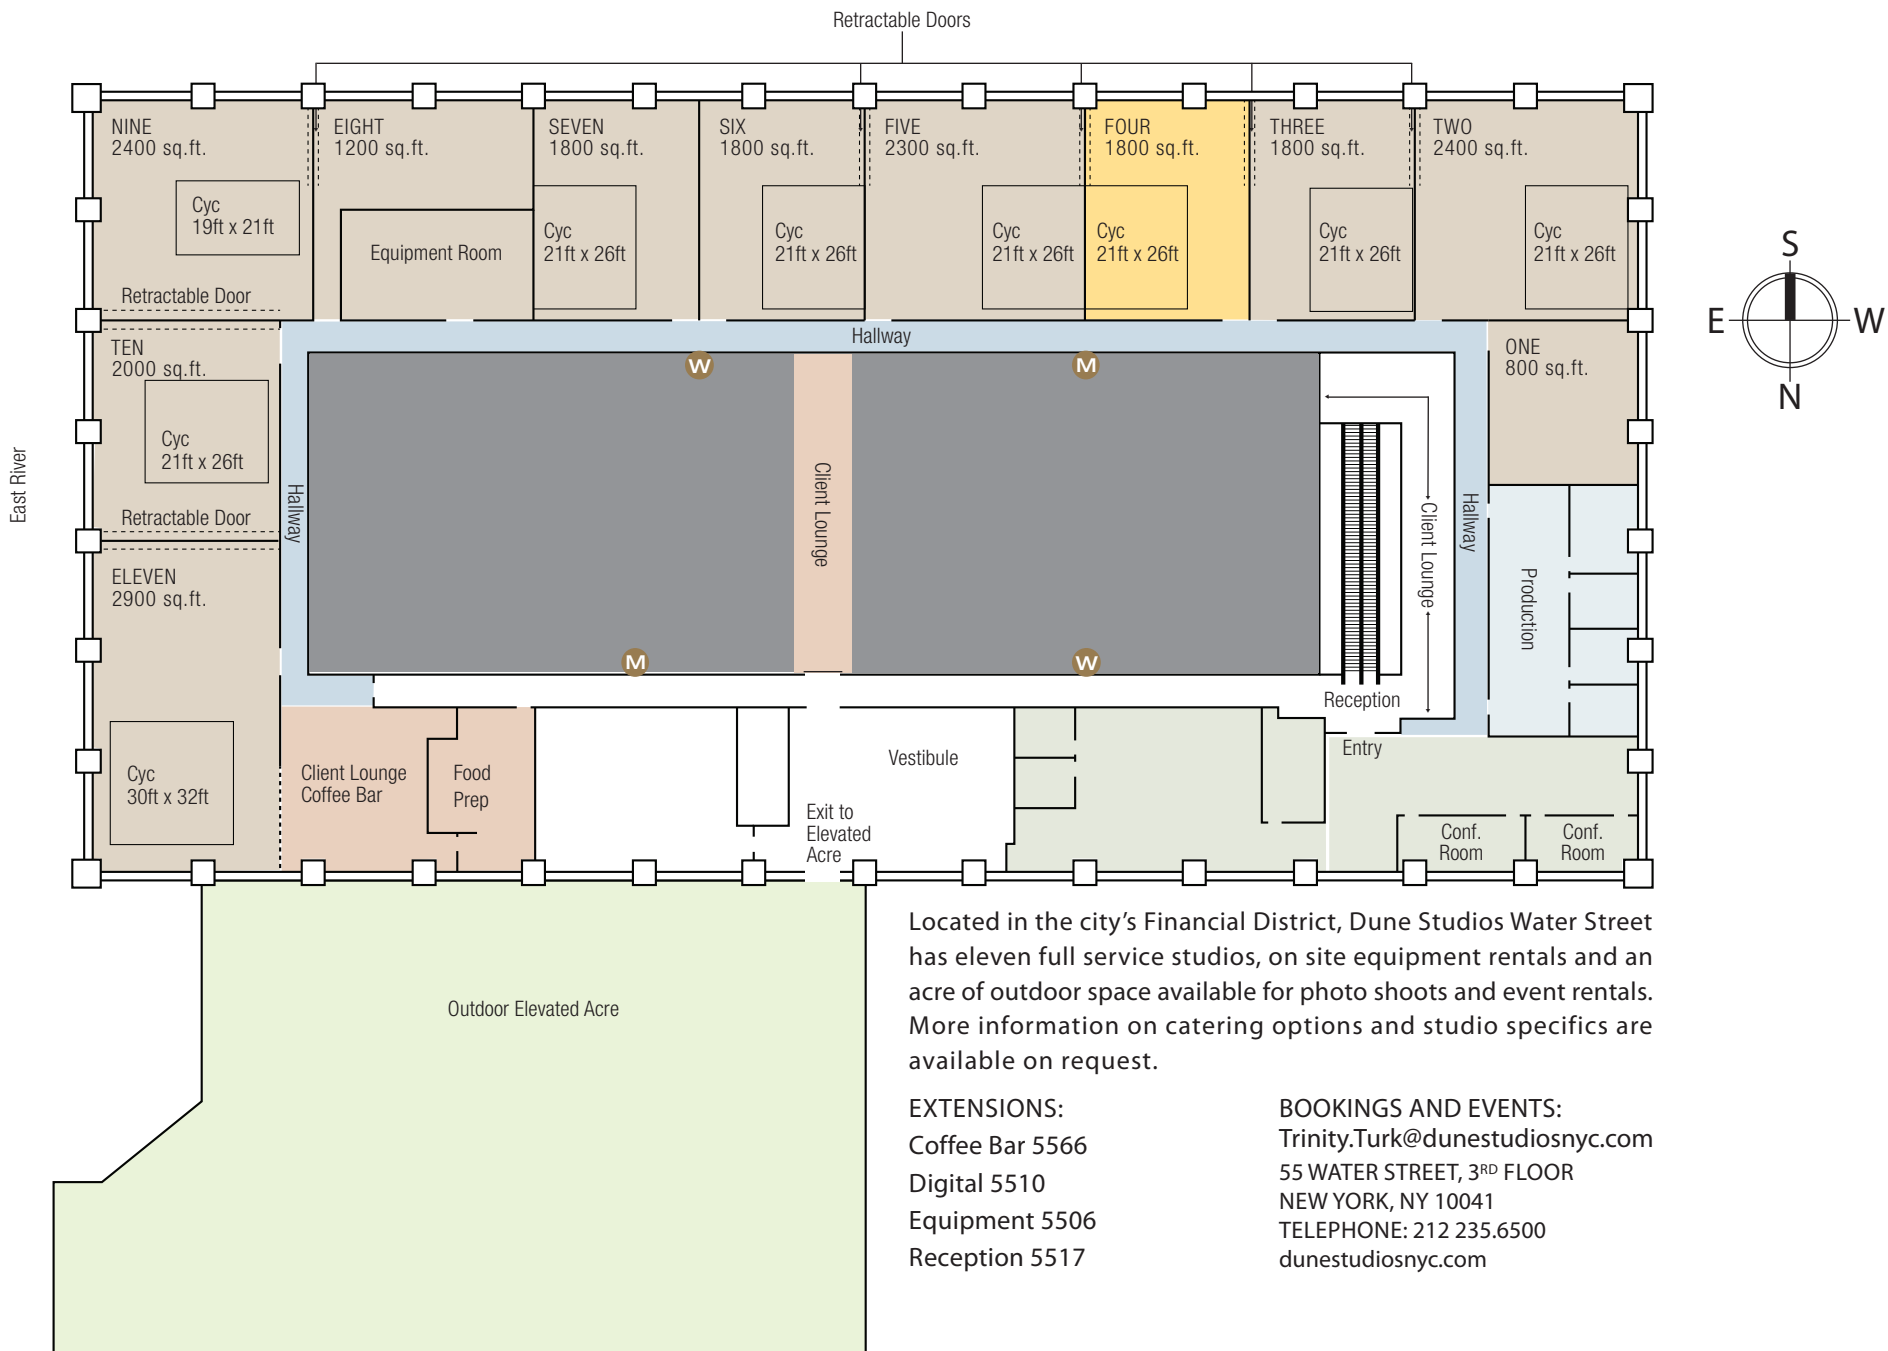 Retractable Doors
NINE
2400 sq.ft.
EIGHT
1200 sq.ft.
SEVEN
1800 sq.ft.
SIX
1800 sq.ft.
FIVE
2300 sq.ft.
FOUR
1800 sq.ft.
THREE
1800 sq.ft.
TWO
2400 sq.ft.
Cyc
19ft x 21ft
Equipment Room
Cyc
21ft x 26ft
Cyc
21ft x 26ft
Cyc
21ft x 26ft
Cyc
21ft x 26ft
Cyc
21ft x 26ft
Cyc
21ft x 26ft
S
E
W
N
Retractable Door
Hallway
TEN
2000 sq.ft.
W
M
ONE
800 sq.ft.
Cyc
21ft x 26ft
East River
Hallway
Client Lounge
Client Lounge
Hallway
Retractable Door
ELEVEN
2900 sq.ft.
Production
M
W
Reception
Entry
Cyc
30ft x 32ft
Client Lounge
Coffee Bar
Food
Prep
Vestibule
Exit to
Elevated
Acre
Conf.
Room
Conf.
Room
Outdoor Elevated Acre
Located in the city’s Financial District, Dune Studios Water Street
has eleven full service studios, on site equipment rentals and an
acre of outdoor space available for photo shoots and event rentals.
More information on catering options and studio specifics are
available on request.
EXTENSIONS:
Coffee Bar 5566
Digital 5510
Equipment 5506
Reception 5517
BOOKINGS AND EVENTS:
Trinity.Turk@dunestudiosnyc.com
55 WATER STREET, 3RD FLOOR
NEW YORK, NY 10041
TELEPHONE: 212 235.6500
dunestudiosnyc.com